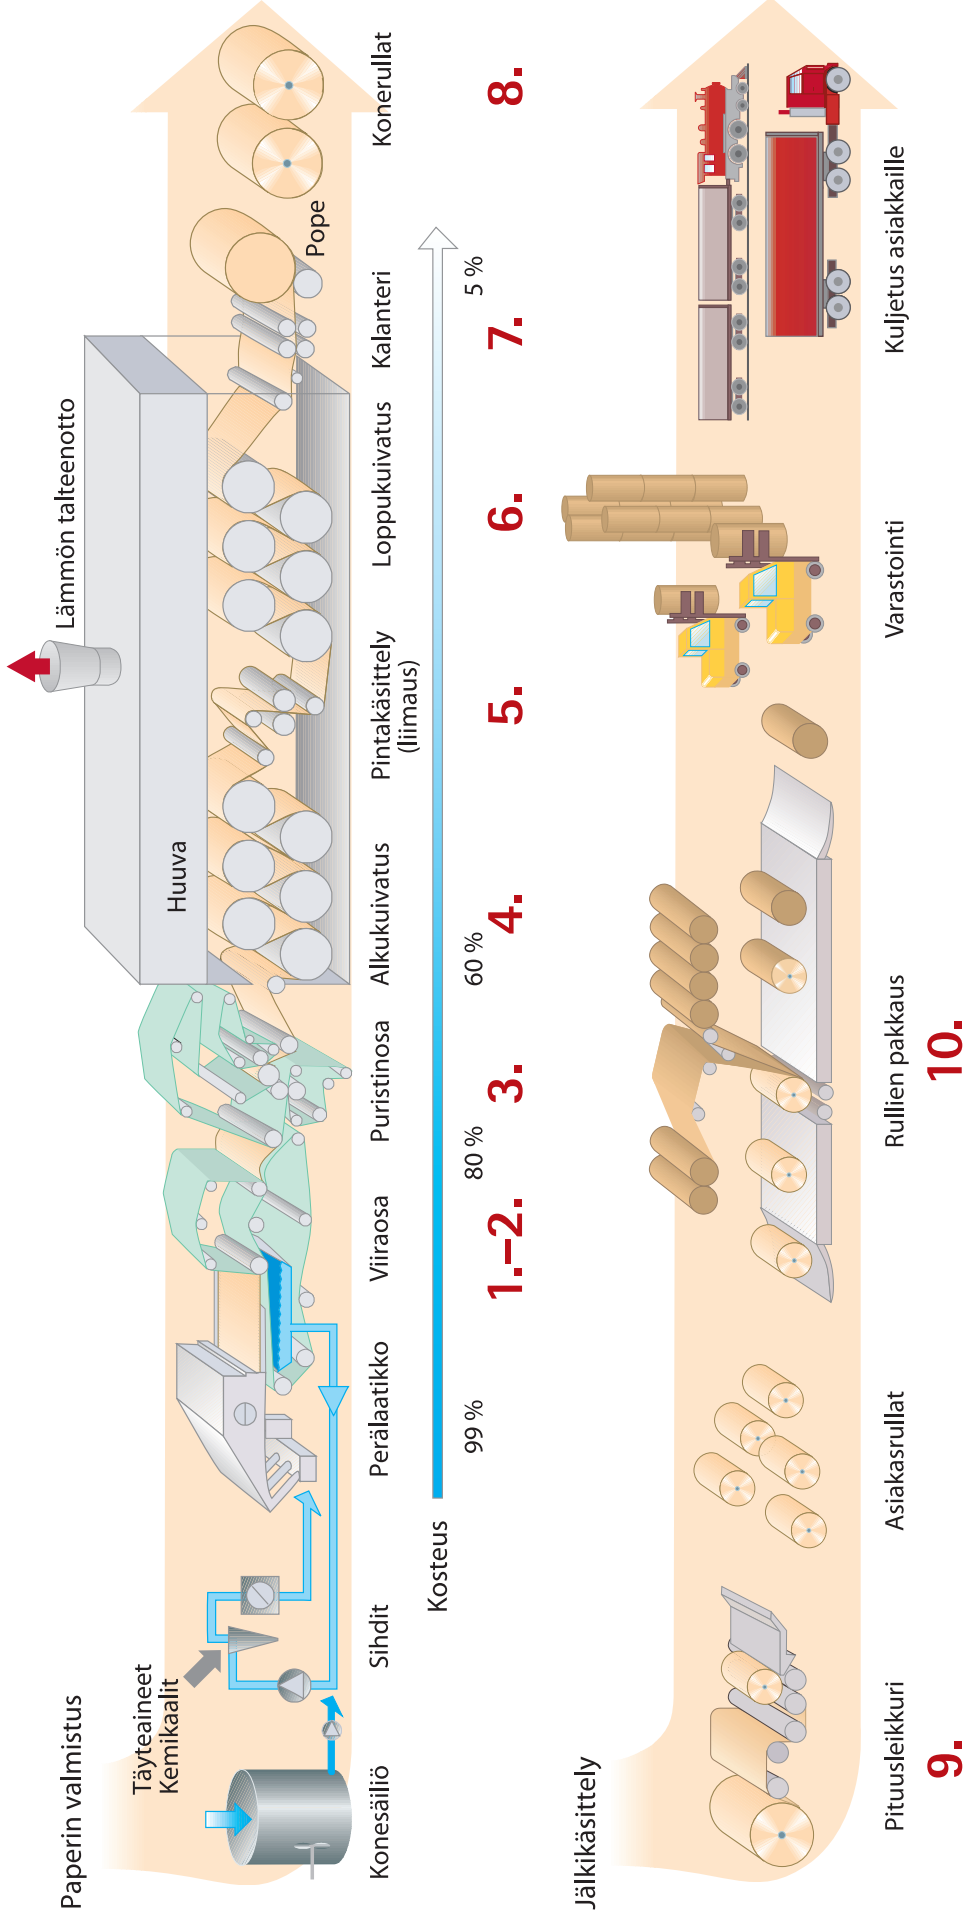 Paperin valmistus
Täyteaineet
Kemikaalit
Huuva
Lämmön talteenotto
Pope
Konesäiliö
Sihdit
Perälaatikko
Viiraosa
Puristinosa
Alkukuivatus
Pintakäsittely
(liimaus)
Loppukuivatus
Kalanteri
Konerullat
Kosteus
99 %
80 %
60 %
5 %
1.–2.
3.
4.
5.
6.
7.
8.
Jälkikäsittely
Pituusleikkuri
Asiakasrullat
Rullien pakkaus
Varastointi
Kuljetus asiakkaille
9.
10.